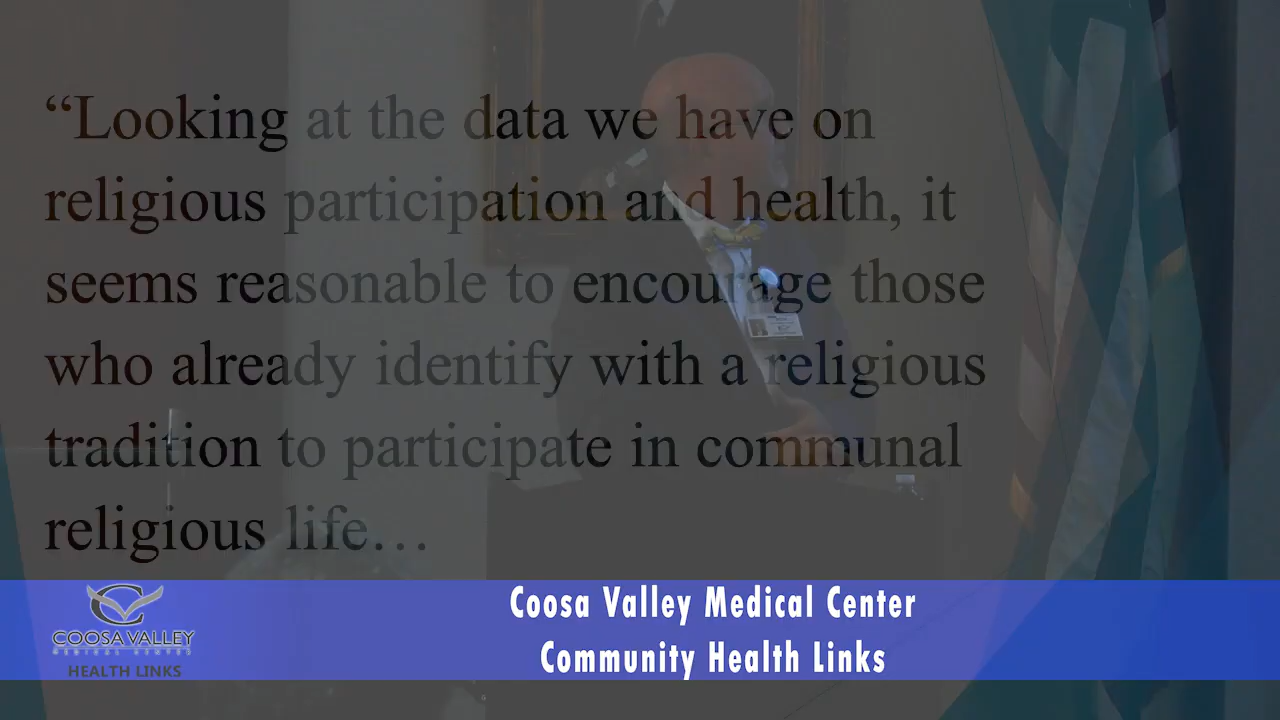 “Looking at the data we have on
religious participation and health, it
seems reasonable to encourage those
who already identify with a religious
tradition to participate in communal
religious life…
Coosa Valley Medical Center
Community Health Links
COOSA VALLEY
MEDICAL CENTER
HEALTH LINKS